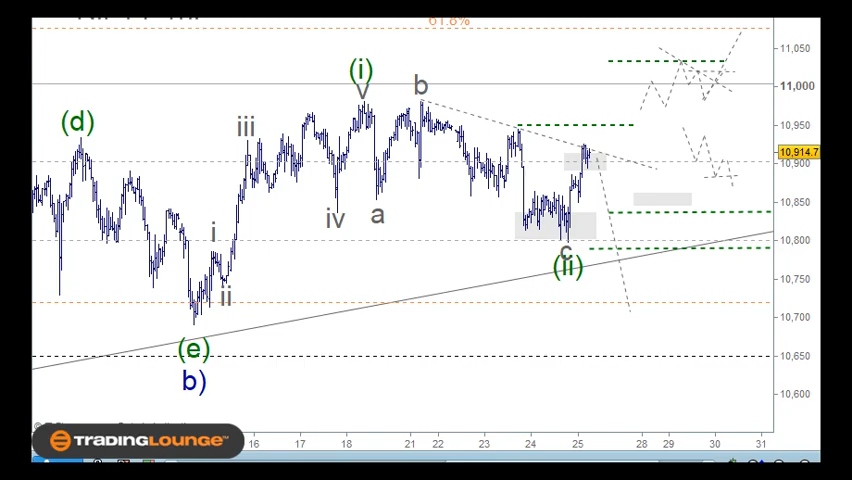 61.8%
11,050
11,000
10,950
10,914.7
10,900
10,850
10,800
10,750
10,700
10,650
10,600
(d)
iii
(i)
v
b
i
ii
iv
a
c
(ii)
(e)
b)
TRADINGLOUNGE™
16 17 18 21 22 23 24 25 28 29 30 31